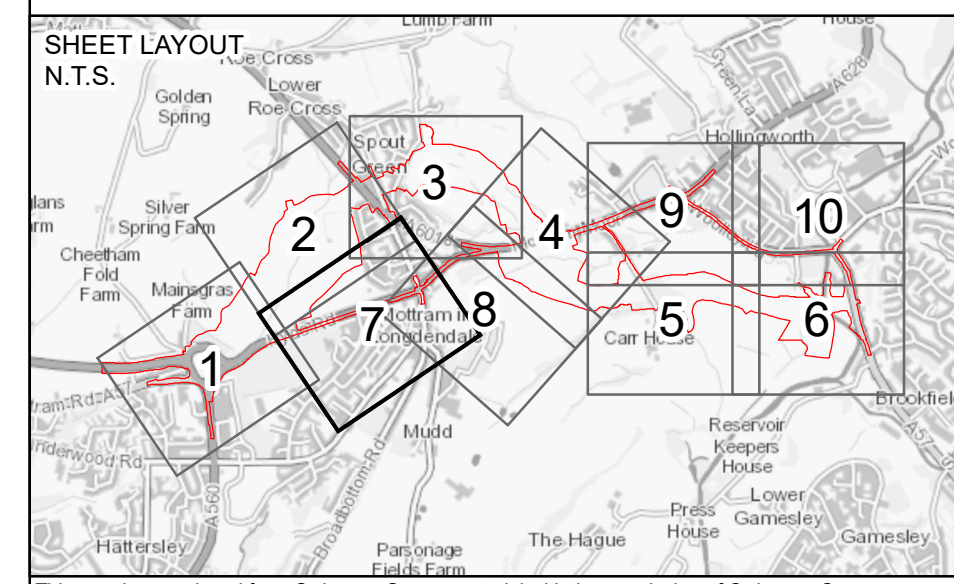 SHEET LAYOUT
N.T.S.
Lumb Farm
House
Roe Cross
Lower
Roe Cross
Golden
Spring
Green La
A628
Hollingworth
Spout
Green
3
Silver
Spring Farm
2
4
9
10
Cheetham
Fold
Farm
Mainsgras
Farm
7
8
Mottram in
Longdendale
5
Carr House
6
1
Brookfiel
A57
Mudd
Reservoir
Keepers
House
Underwood Rd
A560
Broadbottom Rd
Lower
Gamesley
Press
House
Hattersley
Parsonage
Fields Farm
The Hague
Gamesley